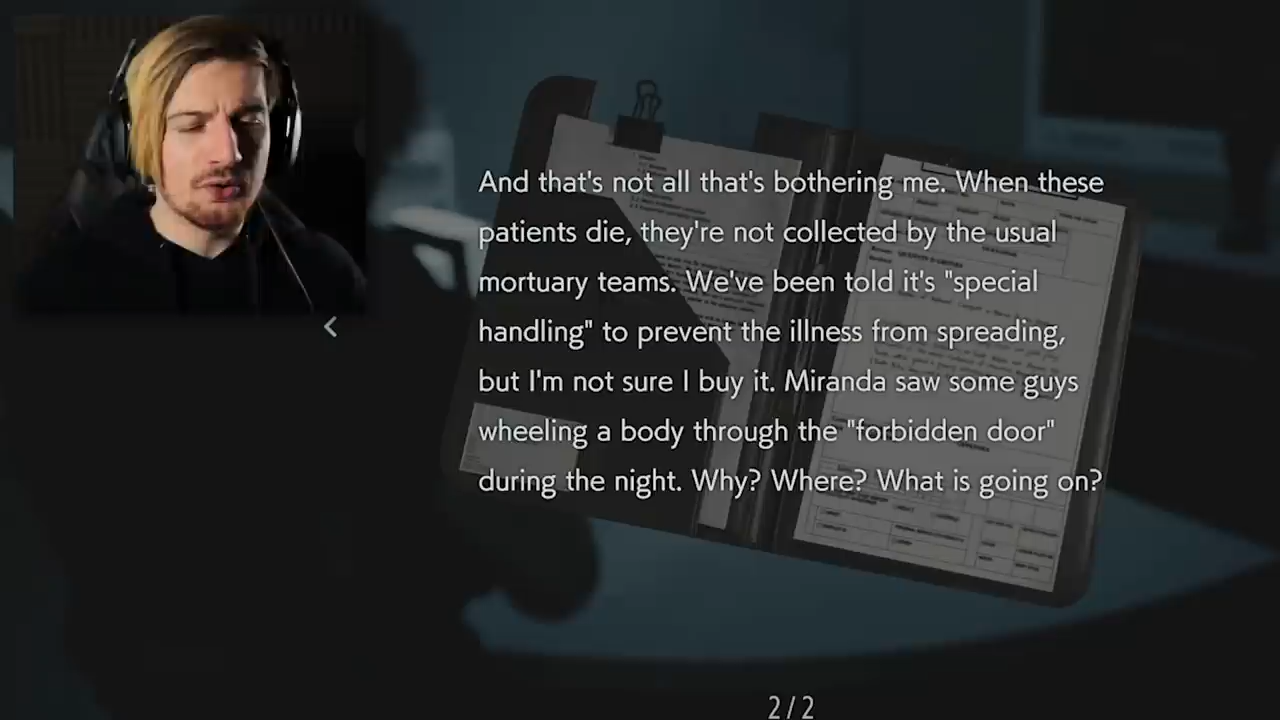 And that's not all that's bothering me. When these
patients die, they're not collected by the usual
mortuary teams. We've been told it's "special
handling" to prevent the illness from spreading,
but I'm not sure I buy it. Miranda saw some guys
wheeling a body through the "forbidden door"
during the night. Why? Where? What is going on?
2/2